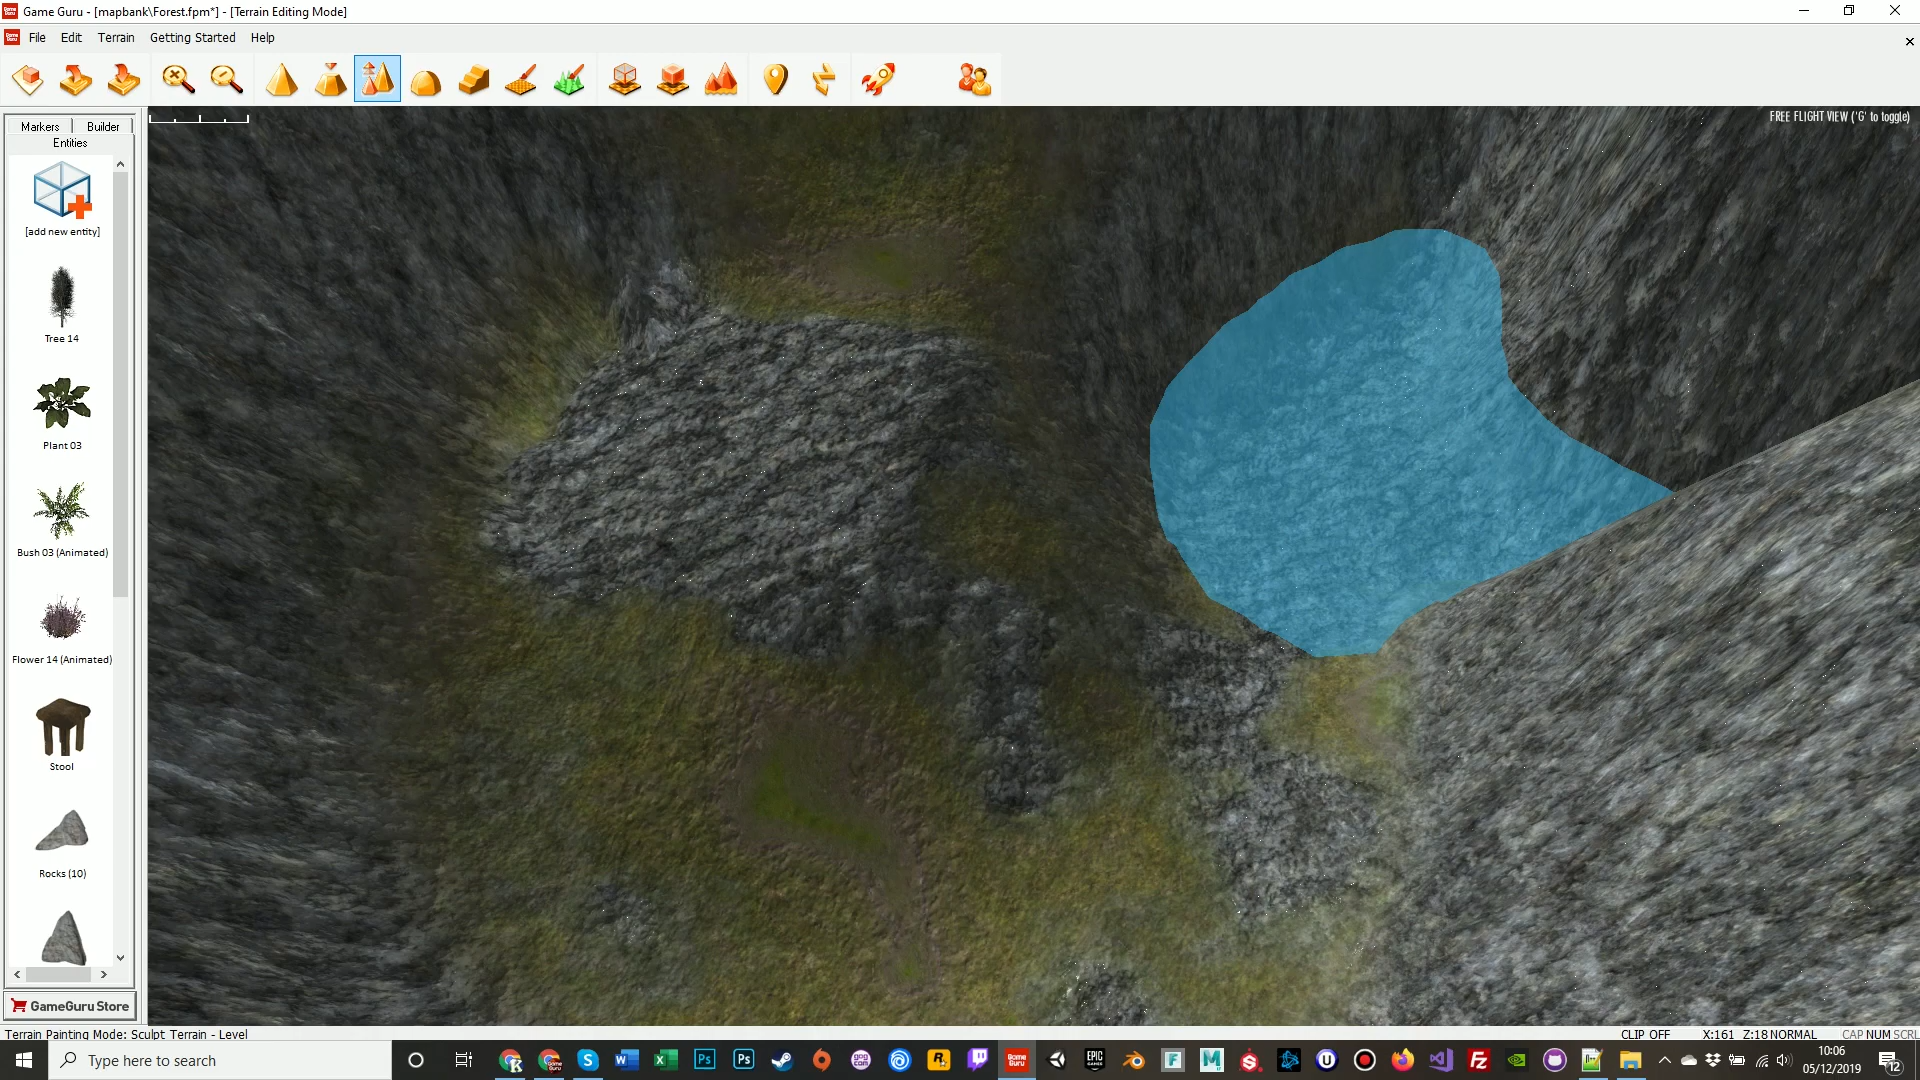 Game Guru - [mapbank\Forest.fpm*] - [Terrain Editing Mode]
File Edit Terrain Getting Started Help
FREE FLIGHT VIEW ('G' to toggle)
Markers Builder
Entities
[add new entity]
Tree 14
Plant 03
Bush 03 (Animated)
Flower 14 (Animated)
Stool
Rocks (10)
GameGuru Store
Terrain Painting Mode: Sculpt Terrain - Level
CLIP OFF X:161 Z:18 NORMAL CAP NUM SCRL
Type here to search
10:06
05/12/2019
12